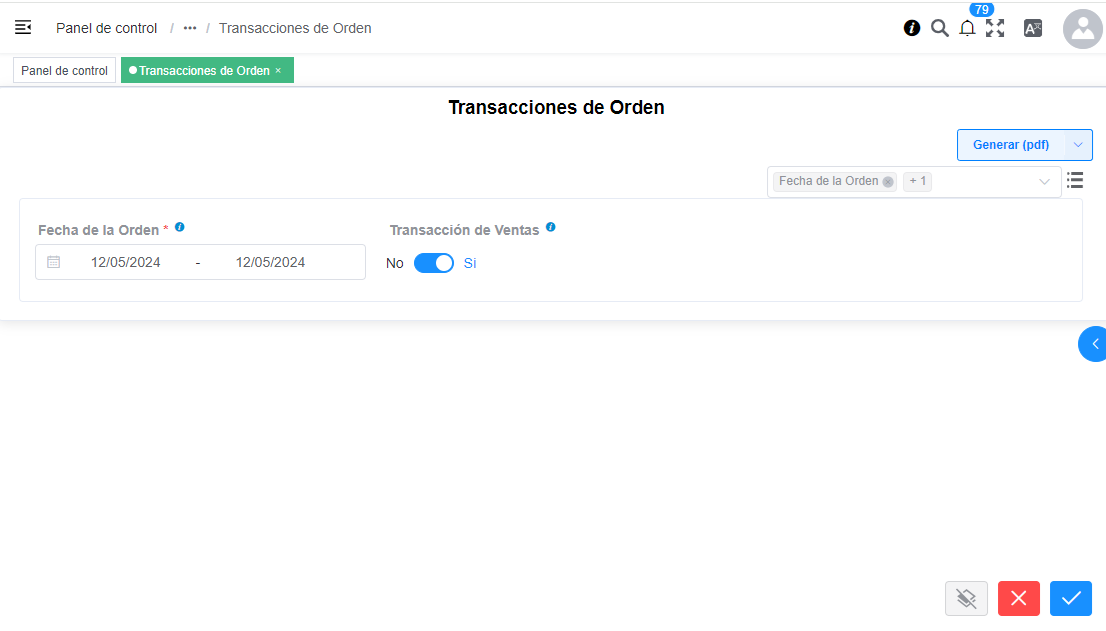 Panel de control / ••• / Transacciones de Orden
79
Panel de control
Transacciones de Orden ×
Transacciones de Orden
Generar (pdf)
Fecha de la Orden + 1
Fecha de la Orden * Transacción de Ventas
12/05/2024 - 12/05/2024 No Si